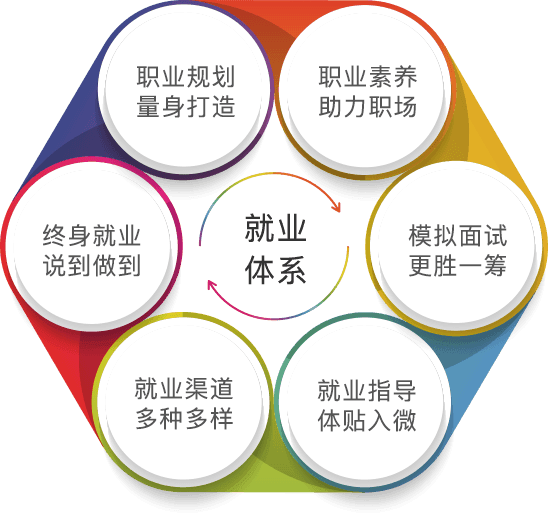 职业规划
量身打造
职业素养
助力职场
终身就业
说到做到
就业
体系
模拟面试
更胜一筹
就业渠道
多种多样
就业指导
体贴入微